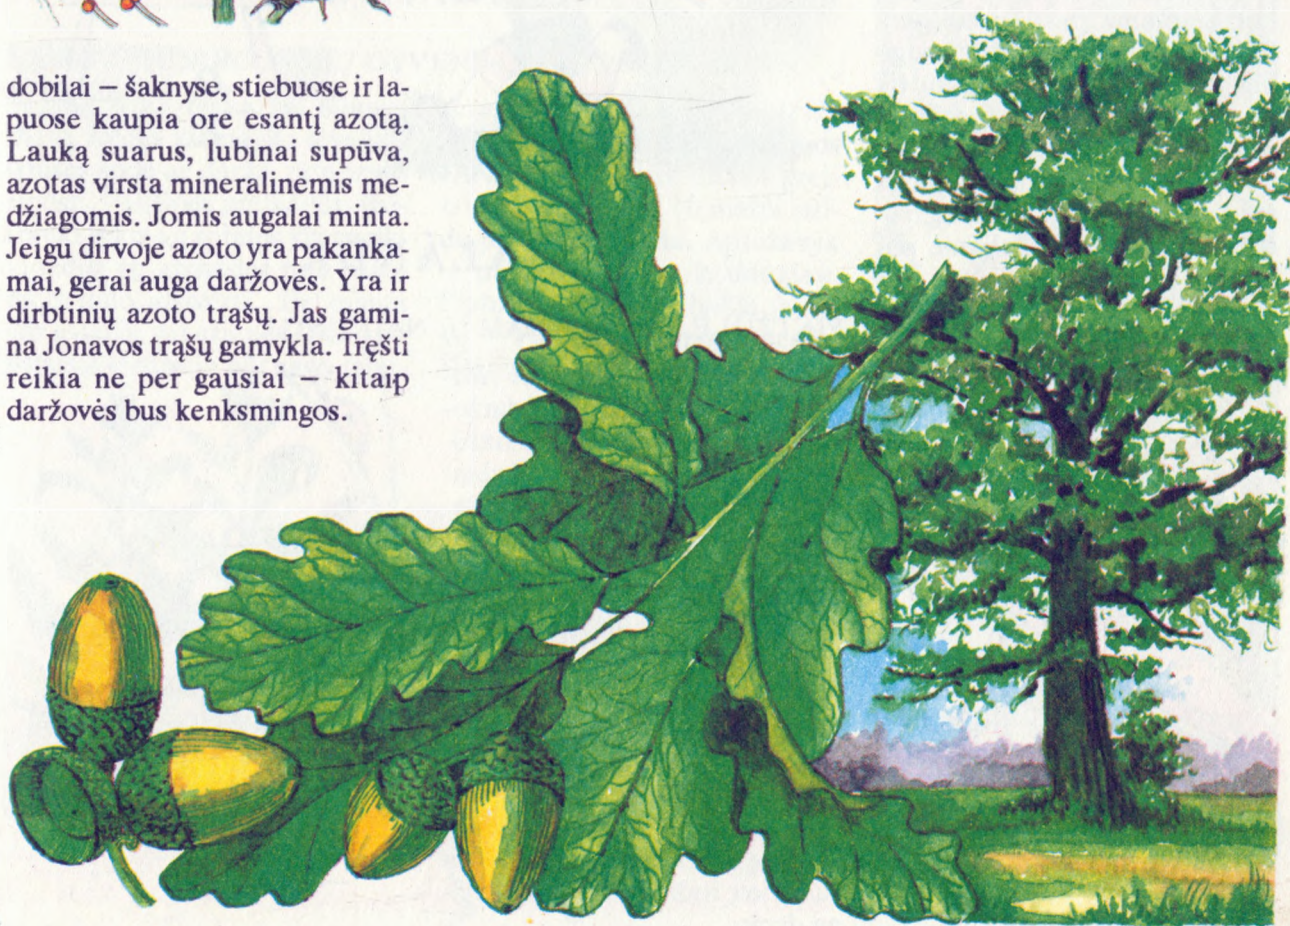 dobilai – šaknyse, stiebuose ir la-
puose kaupia ore esantį azotą.
Lauką suarus, lubinai supūva,
azotas virsta mineralinėmis me-
džiagomis. Jomis augalai minta.
Jeigu dirvoje azoto yra pakanka-
mai, gerai auga daržovės. Yra ir
dirbtinių azoto trąšų. Jas gami-
na Jonavos trąšų gamykla. Tręšti
reikia ne per gausiai – kitaip
daržovės bus kenksmingos.